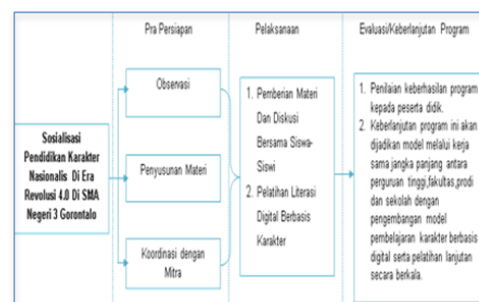 Pra Persiapan
Pelaksanaan
Evaluasi/Keberlanjutan Program
Sosialisasi
Pendidikan Karakter
Nasionalis Di Era
Revolusi 4.0 Di SMA
Negeri 3 Gorontalo
Observasi
Penyusunan Materi
Koordinasi dengan
Mitra
1. Pemberian Materi
Dan Diskusi
Bersama Siswa-
Siswi
2. Pelatihan Literasi
Digital Berbasis
Karakter
1. Penilaian keberhasilan program
kepada peserta didik.
2. Keberlanjutan program ini akan
dijadikan model melalui kerja
sama jangka panjang antara
perguruan tinggi,fakultas,prodi
dan sekolah dengan
pengembangan model
pembelajaran karakter berbasis
digital serta pelatihan lanjutan
secara berkala.